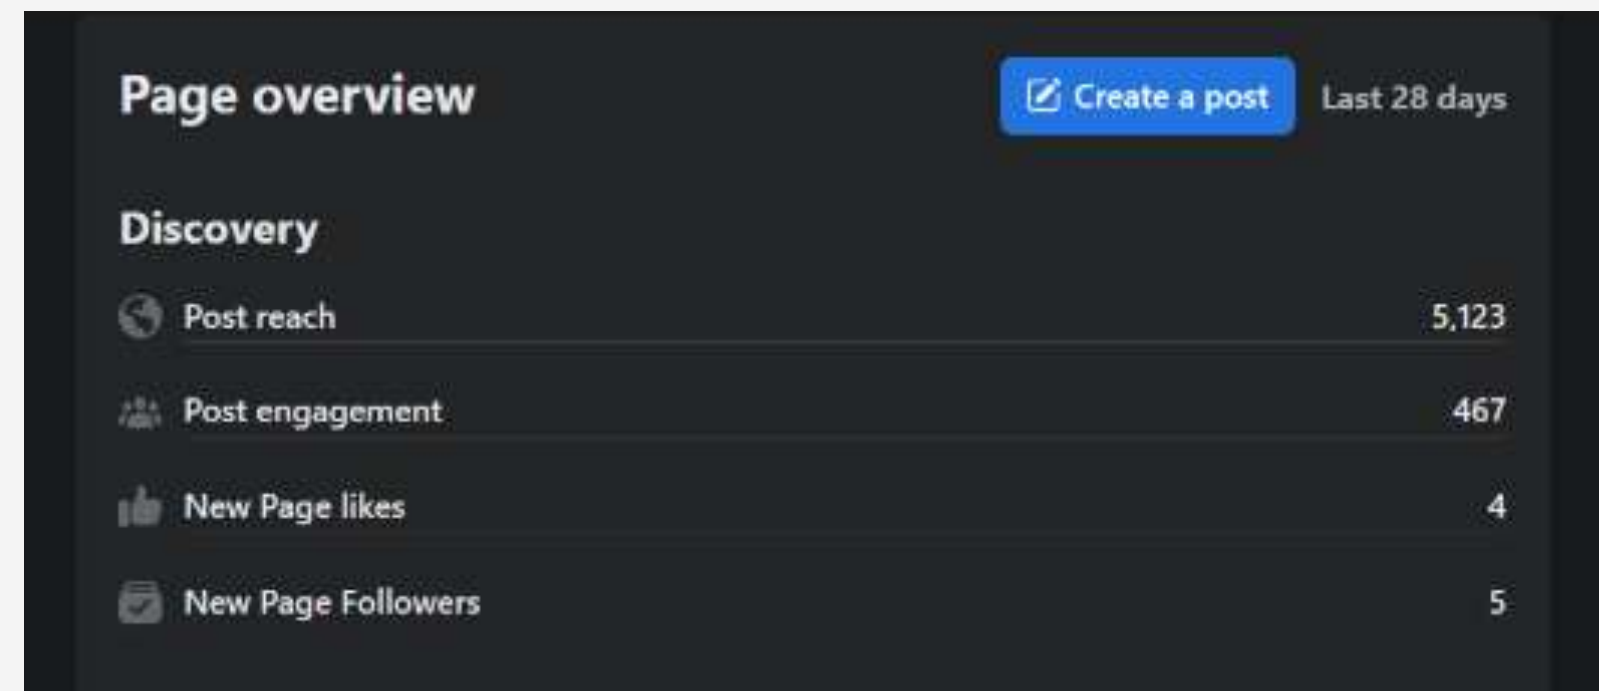 Page overview
Create a post
Last 28 days
Discovery
Post reach 5,123
Post engagement 467
New Page likes 4
New Page Followers 5